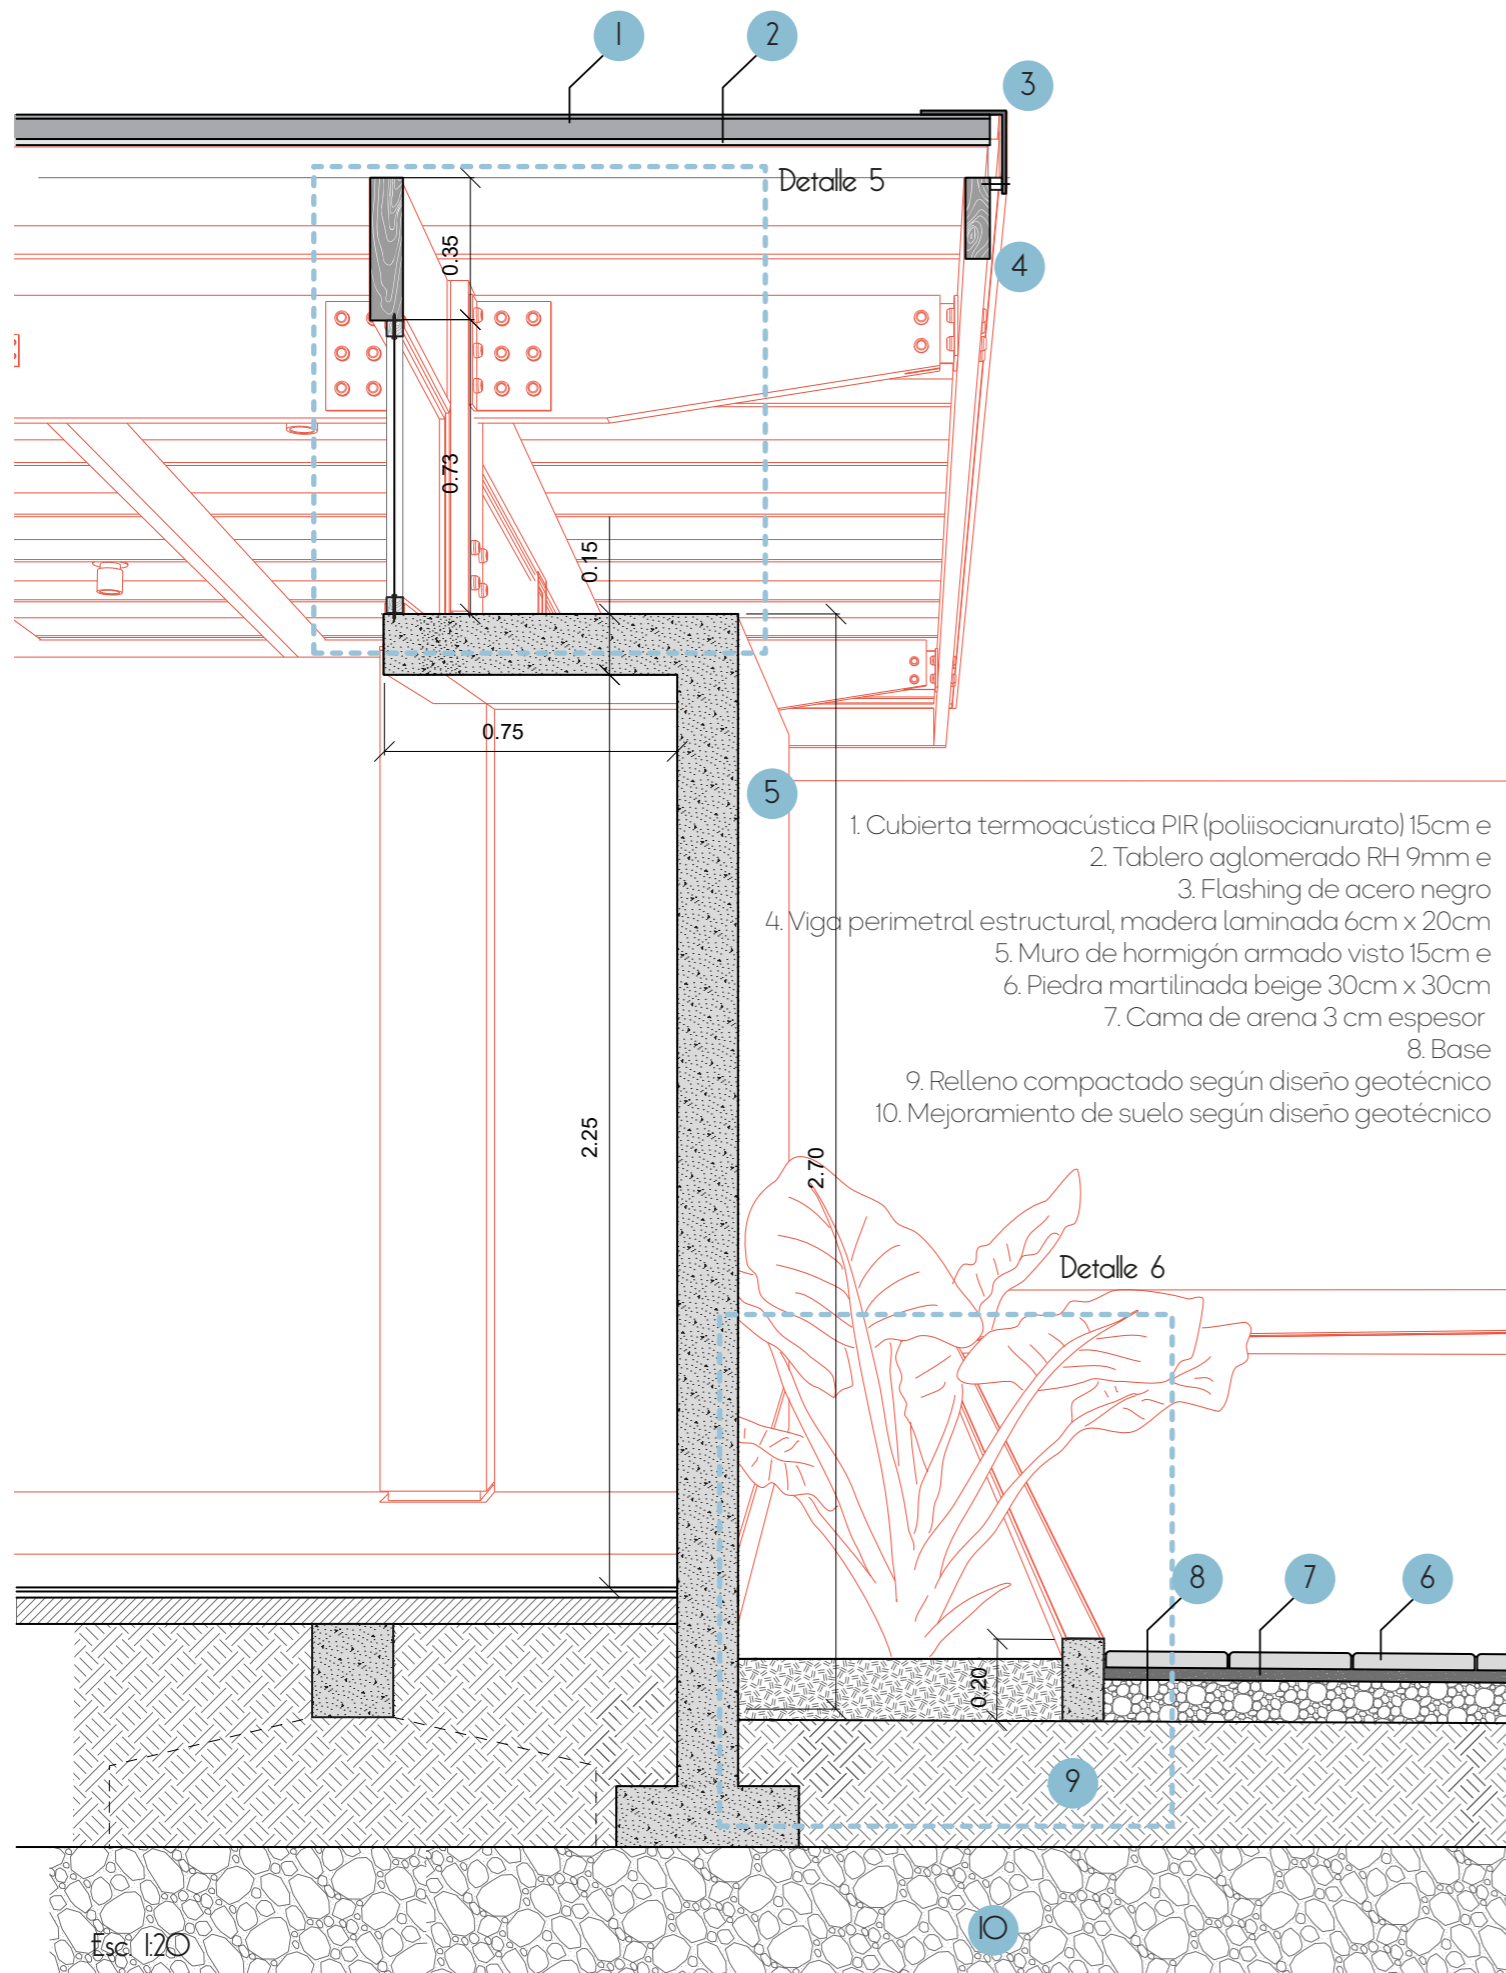 1
2
3
Detalle 5
0.35
4
0.73
0.15
0.75
5
1. Cubierta termoacústica PIR (poliisocianurato) 15cm e
2. Tablero aglomerado RH 9mm e
3. Flashing de acero negro
4. Viga perimetral estructural, madera laminada 6cm x 20cm
5. Muro de hormigón armado visto 15cm e
6. Piedra martilinada beige 30cm x 30cm
7. Cama de arena 3 cm espesor
8. Base
9. Relleno compactado según diseño geotécnico
10. Mejoramiento de suelo según diseño geotécnico
2.25
2.70
Detalle 6
8
7
6
0.20
9
10
Esc. 1:20